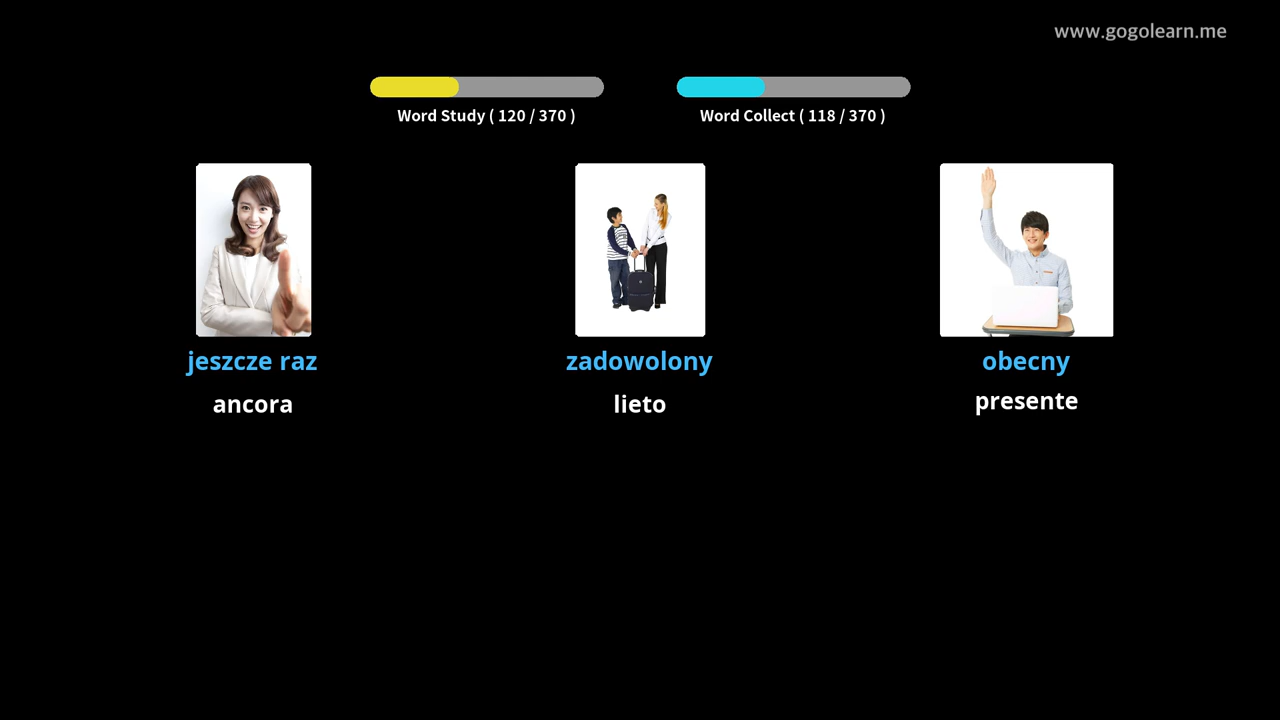 www.gogolearn.me
Word Study ( 120 / 370 )
Word Collect ( 118 / 370 )
jeszcze raz
zadowolony
obecny
ancora
lieto
presente